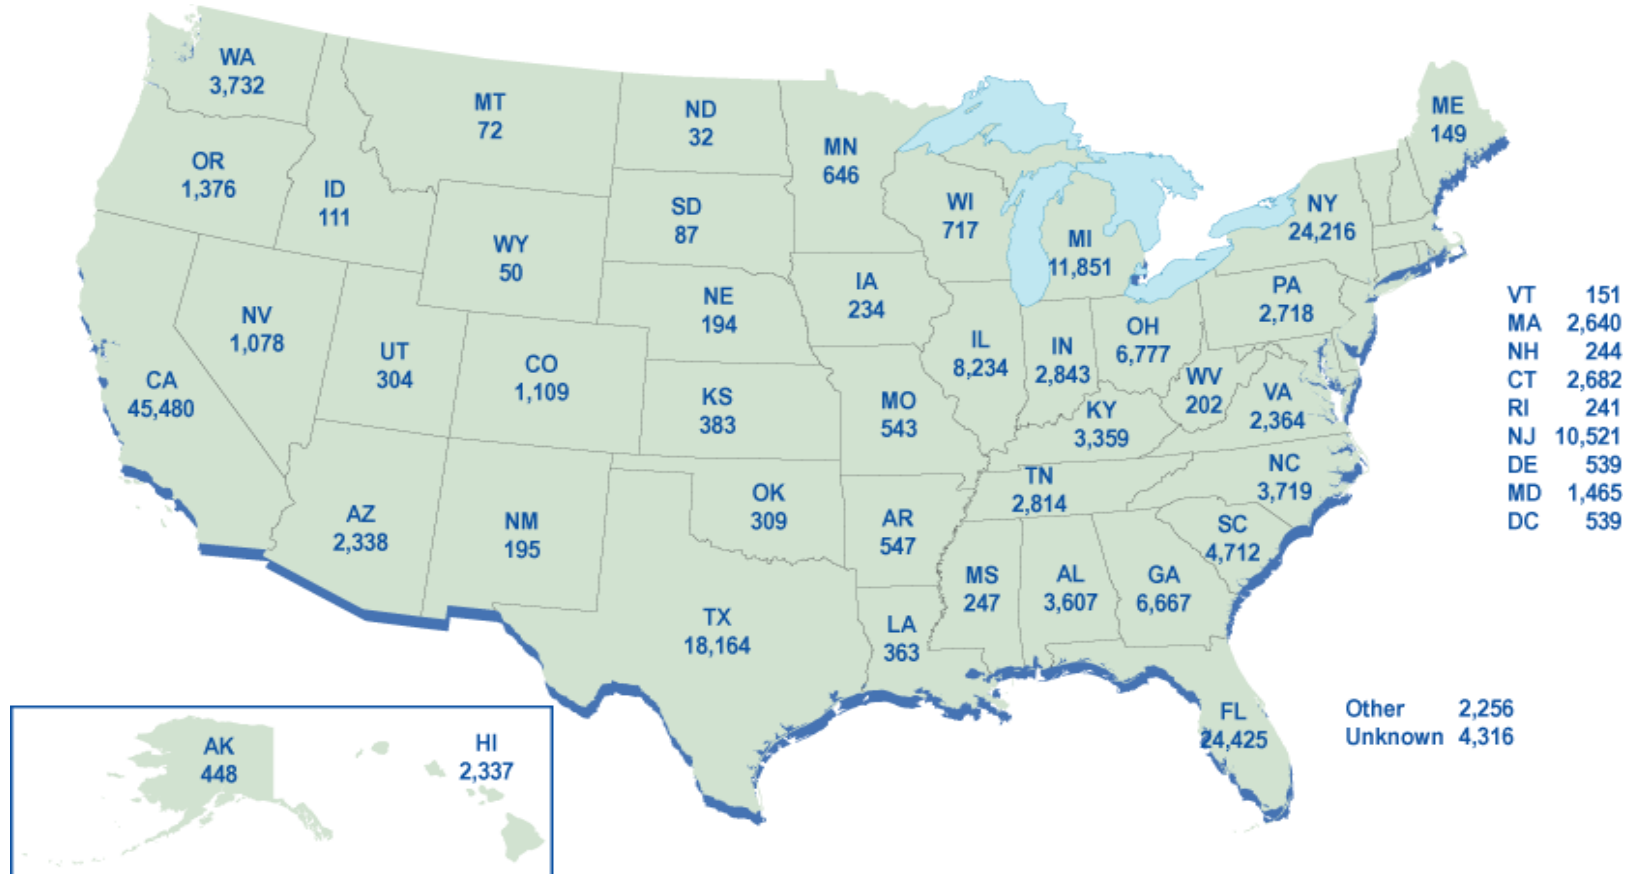 WA
3,732
MT
72
ND
32
MN
646
ME
149
OR
1,376
ID
111
SD
87
WI
717
NY
24,216
WY
50
MI
11,851
NE
194
IA
234
PA
2,718
NV
1,078
UT
304
CO
1,109
IL
8,234
IN
2,843
OH
6,777
CA
45,480
KS
383
MO
543
KY
3,359
WV
202
VA
2,364
VT 151
MA 2,640
NH 244
CT 2,682
RI 241
NJ 10,521
DE 539
MD 1,465
DC 539
AZ
2,338
NM
195
OK
309
AR
547
TN
2,814
NC
3,719
SC
4,712
TX
18,164
LA
363
MS
247
AL
3,607
GA
6,667
FL
24,425
Other 2,256
Unknown 4,316
AK
448
HI
2,337